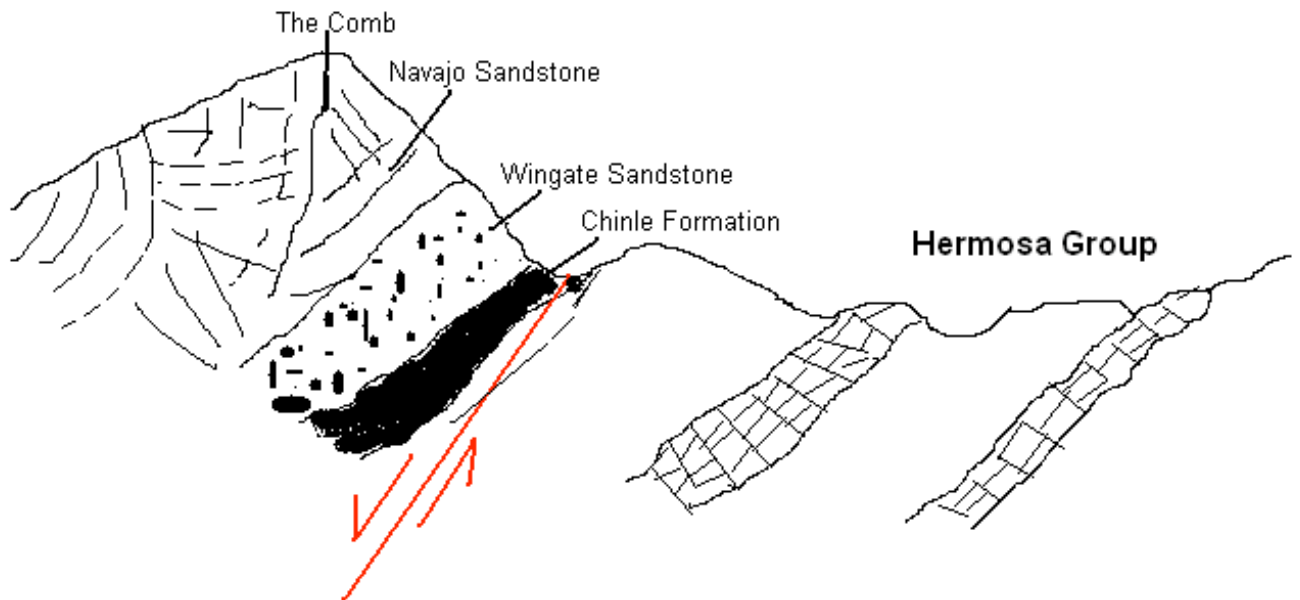 The Comb
Navajo Sandstone
Wingate Sandstone
Chinle Formation
Hermosa Group